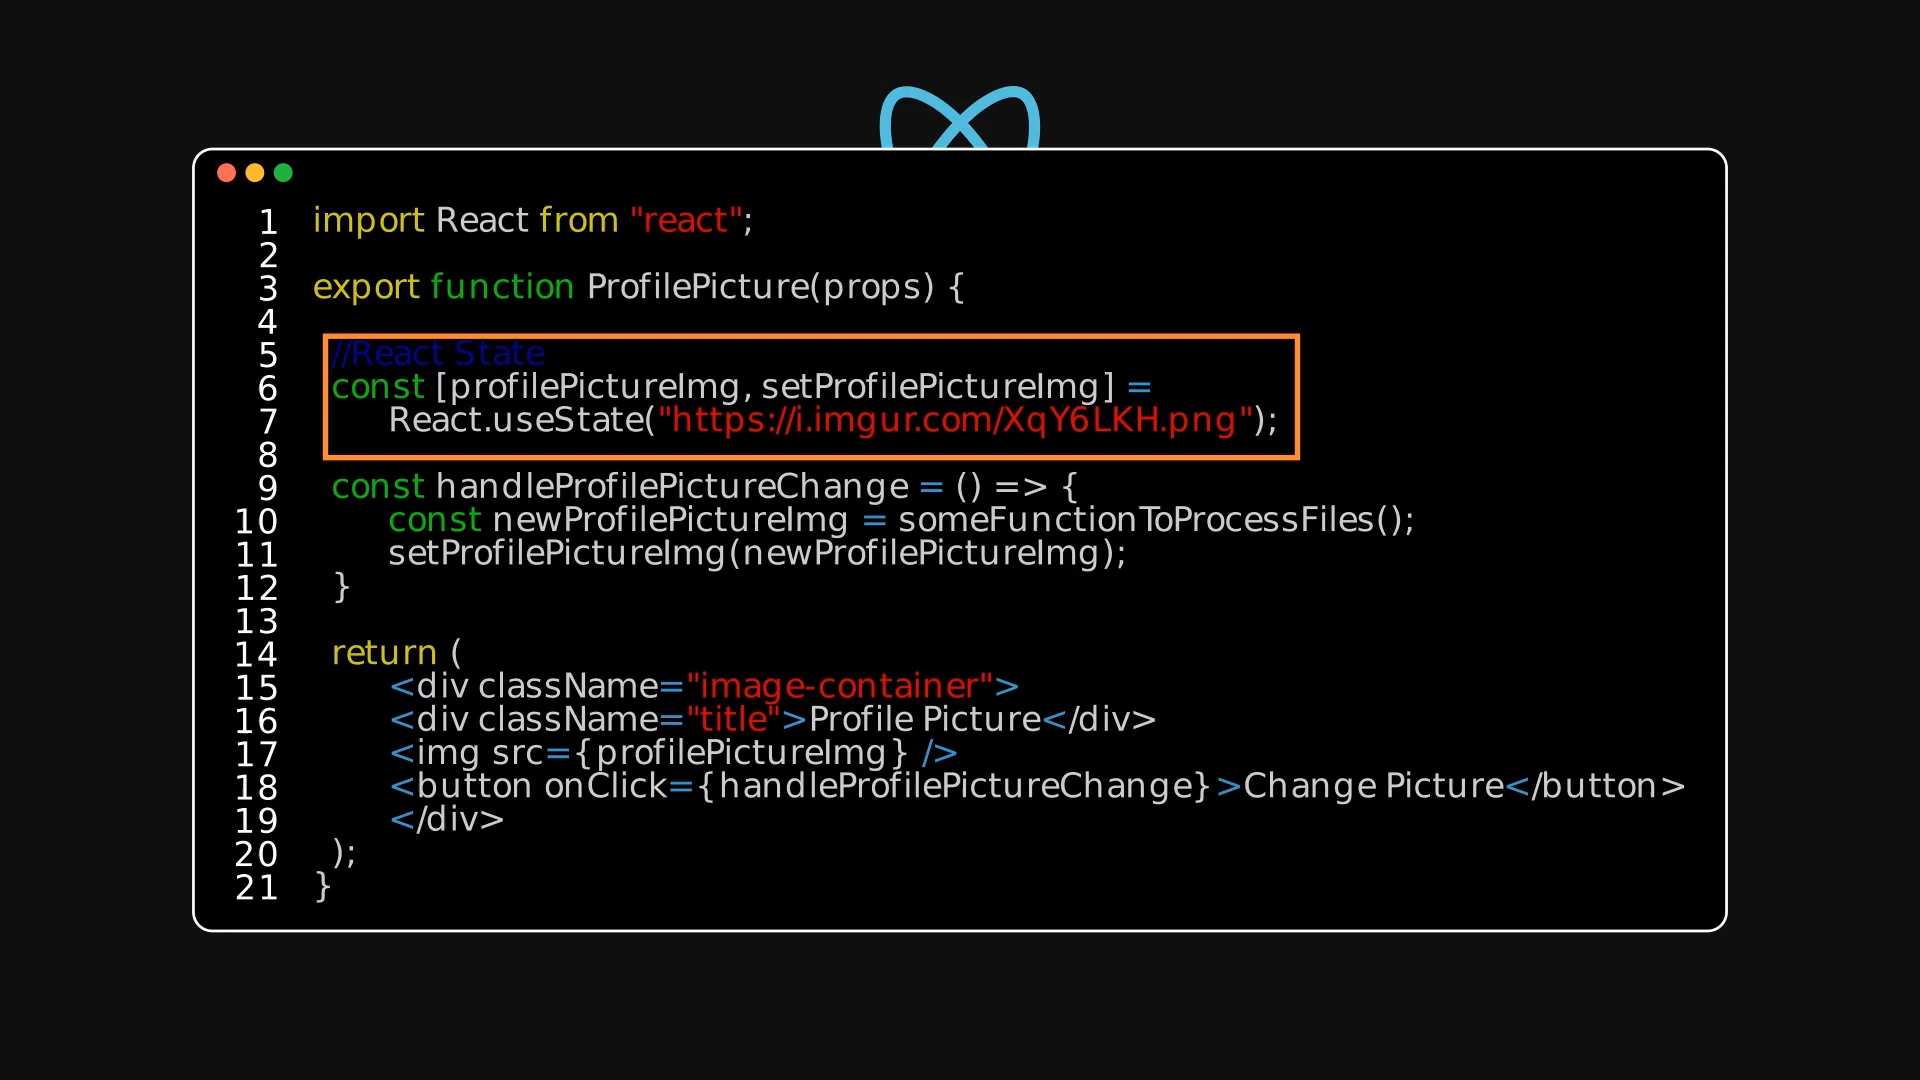 1 import React from "react";
2
3 export function ProfilePicture(props) {
4
5 //React State
6 const [profilePictureImg, setProfilePictureImg] =
7 React.useState("https://i.imgur.com/XqY6LKH.png");
8
9 const handleProfilePictureChange = () => {
10 const newProfilePictureImg = someFunctionToProcessFiles();
11 setProfilePictureImg(newProfilePictureImg);
12 }
13
14 return (
15 <div className="image-container">
16 <div className="title">Profile Picture</div>
17 <img src={profilePictureImg} />
18 <button onClick={handleProfilePictureChange}>Change Picture</button>
19 </div>
20 );
21 }